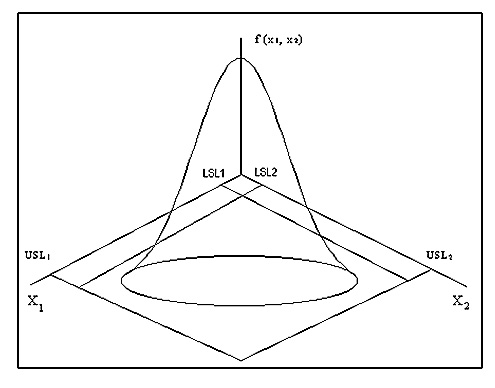 f(x₁, x₂)
LSL1 LSL2
USL₁ USL₂
X₁ X₂